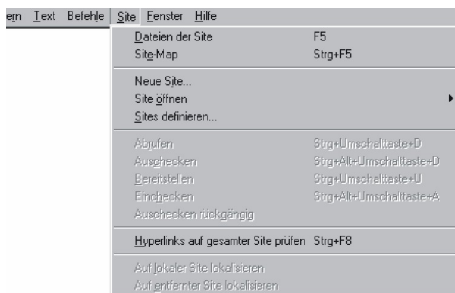 ern Text Befehle Site Fenster Hilfe
Dateien der Site F5
Site-Map Strg+F5
Neue Site...
Site öffnen
Sites definieren...
Abrufen Strg+Umschalttaste+D
Auschecken Strg+Alt+Umschalttaste+D
Bereitstellen Strg+Umschalttaste+U
Einchecken Strg+Alt+Umschalttaste+A
Auschecken rückgängig
Hyperlinks auf gesamter Site prüfen Strg+F8
Auf lokaler Site lokalisieren
Auf entfernter Site lokalisieren